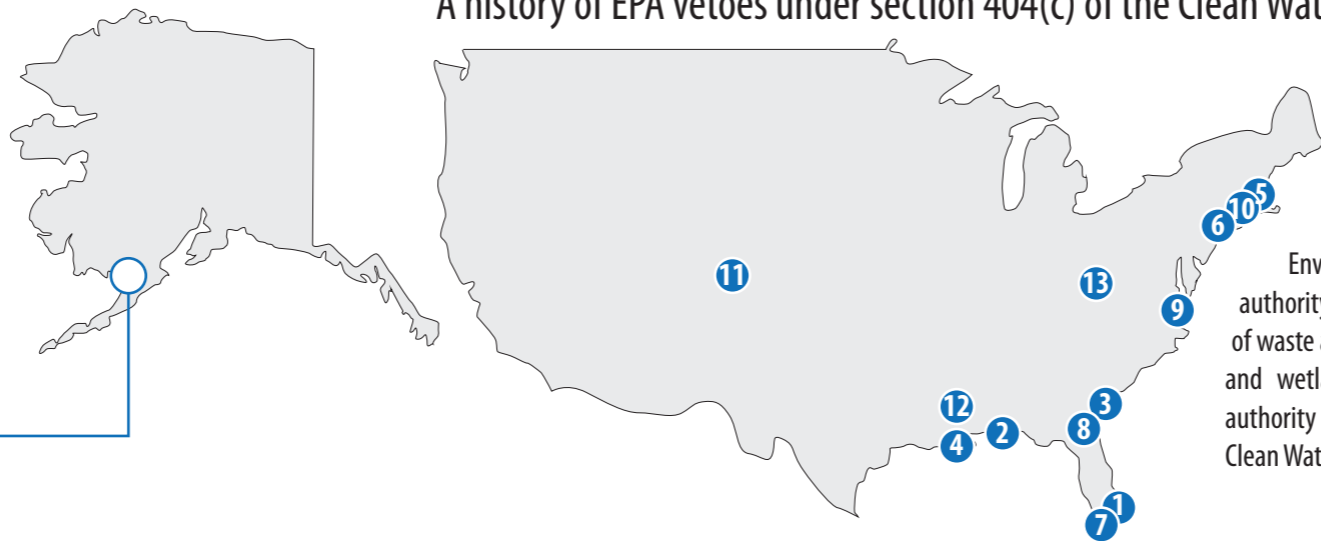 A history of EPA vetoes under section 404(c) of the Clean Wat
5
10
6
11
13
9
12
3
8
2
4
1
7
Env
authority
of waste a
and wetla
authority
Clean Wat